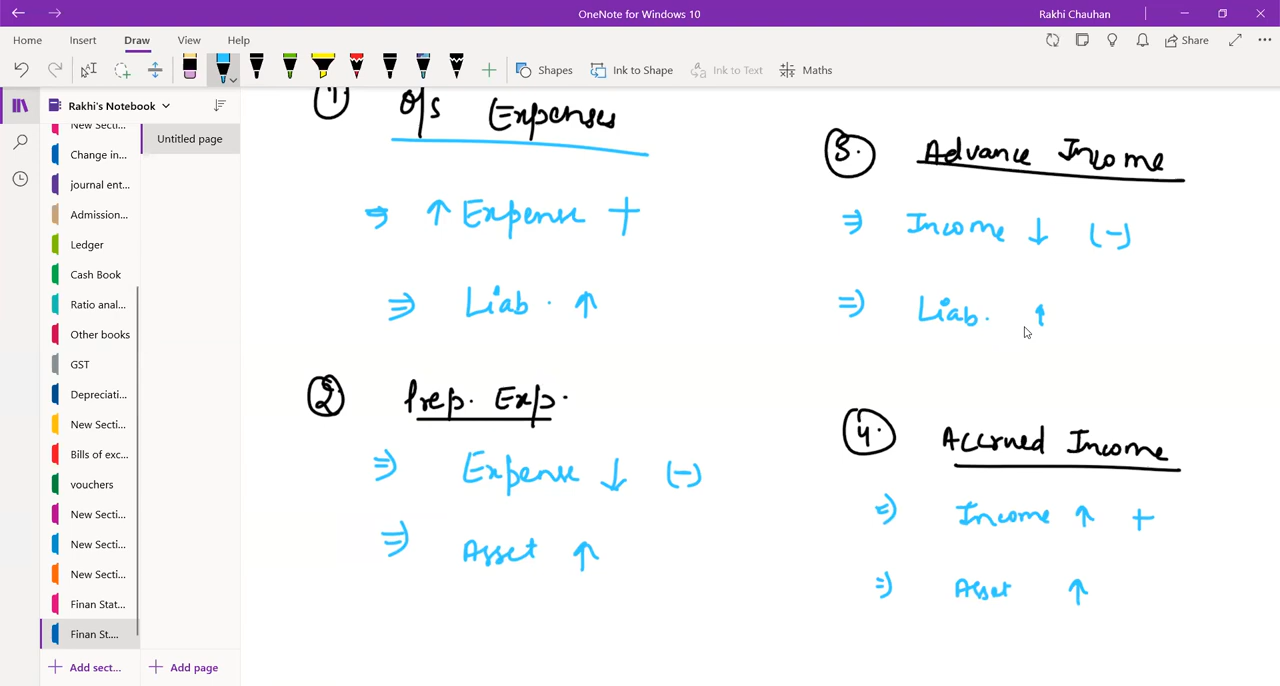 OneNote for Windows 10
Rakhi Chauhan
Home Insert Draw View Help
Share
Shapes Ink to Shape Ink to Text Maths
Rakhi's Notebook
Untitled page
New Secti...
Change in...
journal ent...
Admission...
Ledger
Cash Book
Ratio anal...
Other books
GST
Depreciati...
New Secti...
Bills of exc...
vouchers
New Secti...
New Secti...
New Secti...
Finan Stat...
Finan St....
+ Add sect...
+ Add page
① O/s Expenses
⇒ ↑ Expense +
⇒ Liab. ↑
② Prep. Exp.
⇒ Expense ↓ (-)
⇒ Asset ↑
③. Advance Income
⇒ Income ↓ (-)
⇒ Liab. ↑
④. Accrued Income
⇒ Income ↑ +
⇒ Asset ↑